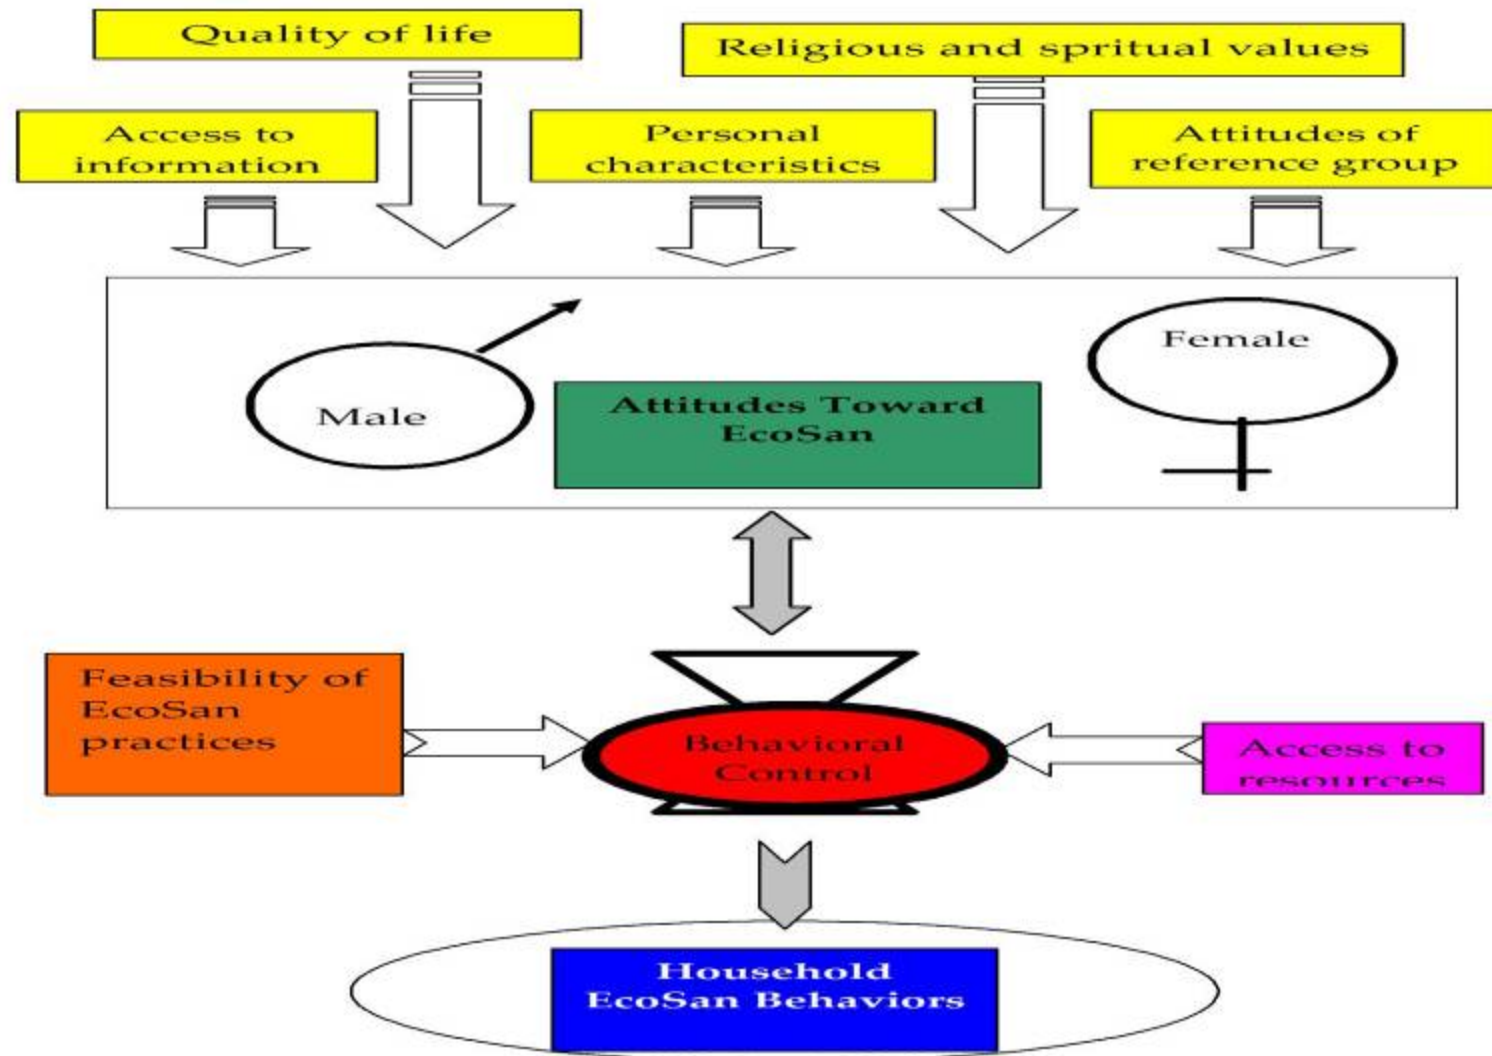 Quality of life
Religious and spritual values
Access to
information
Personal
characteristics
Attitudes of
reference group
Male
Female
Attitudes Toward
EcoSan
Feasibility of
EcoSan
practices
Behavioral
Control
Access to
resources
Household
EcoSan Behaviors